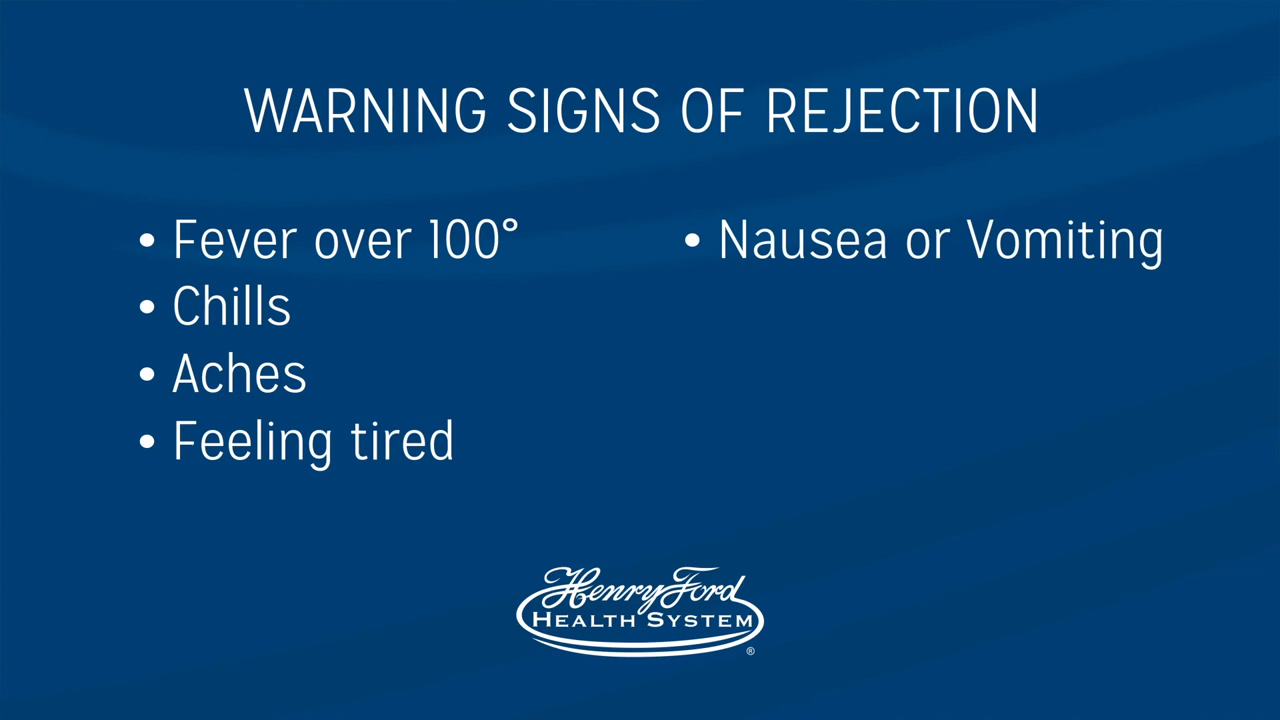 WARNING SIGNS OF REJECTION
• Fever over 100°
• Chills
• Aches
• Feeling tired
• Nausea or Vomiting
Henry Ford
HEALTH SYSTEM
®